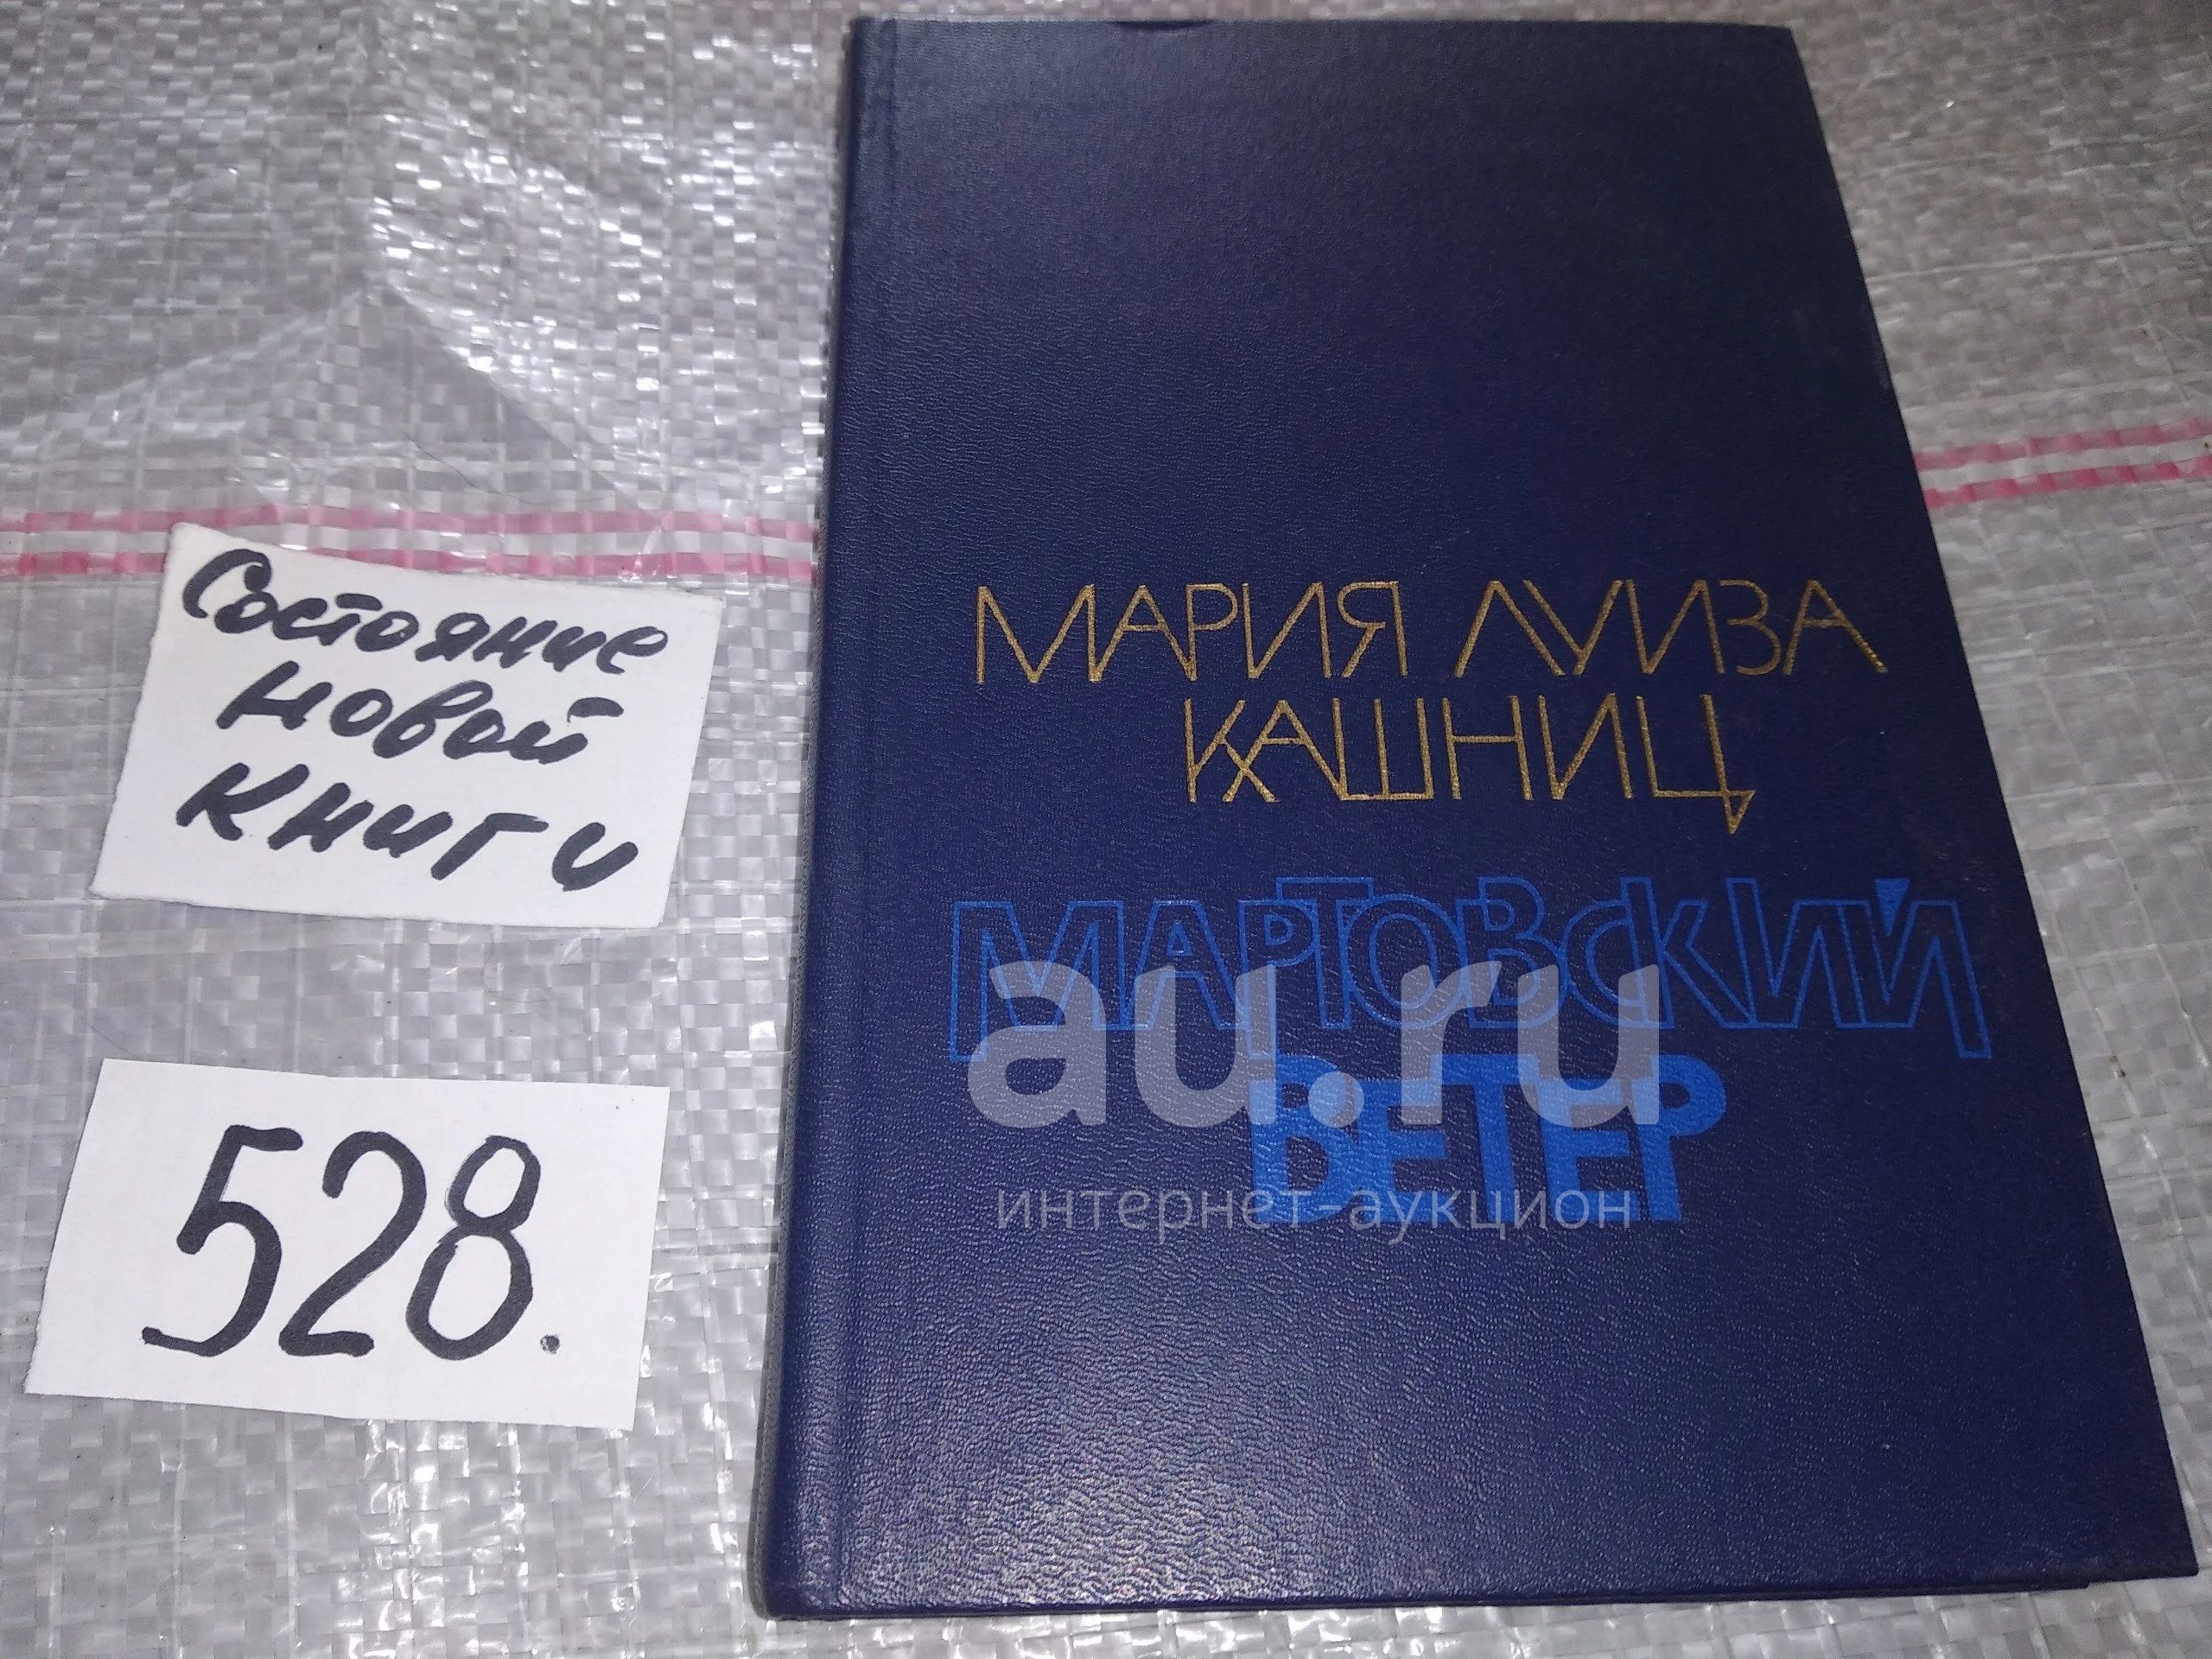 Состояние
новой
книги
528.
МАРИЯ ЛУИЗА
КАШНИЦ
МАРТОВСКИЙ
ВЕТЕР
au.ru
интернет-аукцион